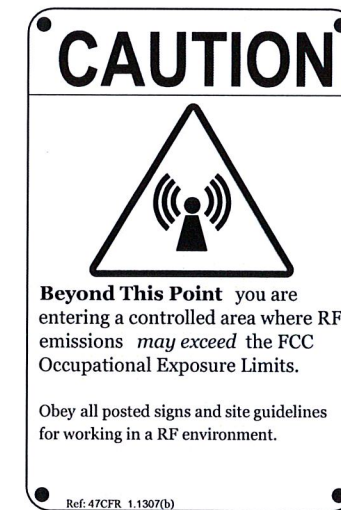 CAUTION
Beyond This Point you are
entering a controlled area where RF
emissions may exceed the FCC
Occupational Exposure Limits.
Obey all posted signs and site guidelines
for working in a RF environment.
Ref: 47CFR 1.1307(b)